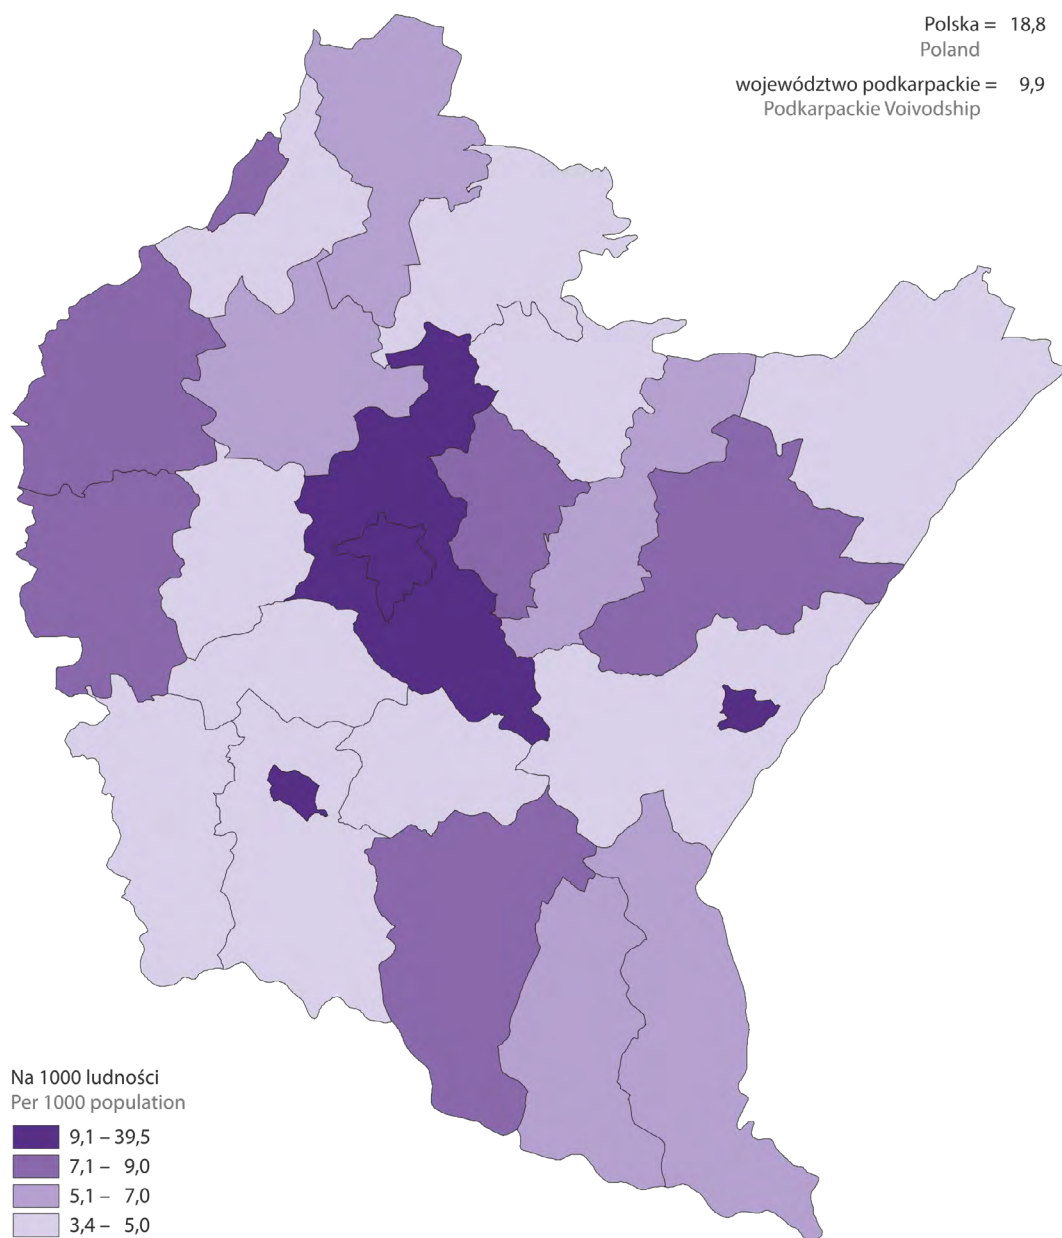 Polska = 18,8
Poland
województwo podkarpackie = 9,9
Podkarpackie Voivodship
Na 1000 ludności
Per 1000 population
9,1 – 39,5
7,1 – 9,0
5,1 – 7,0
3,4 – 5,0